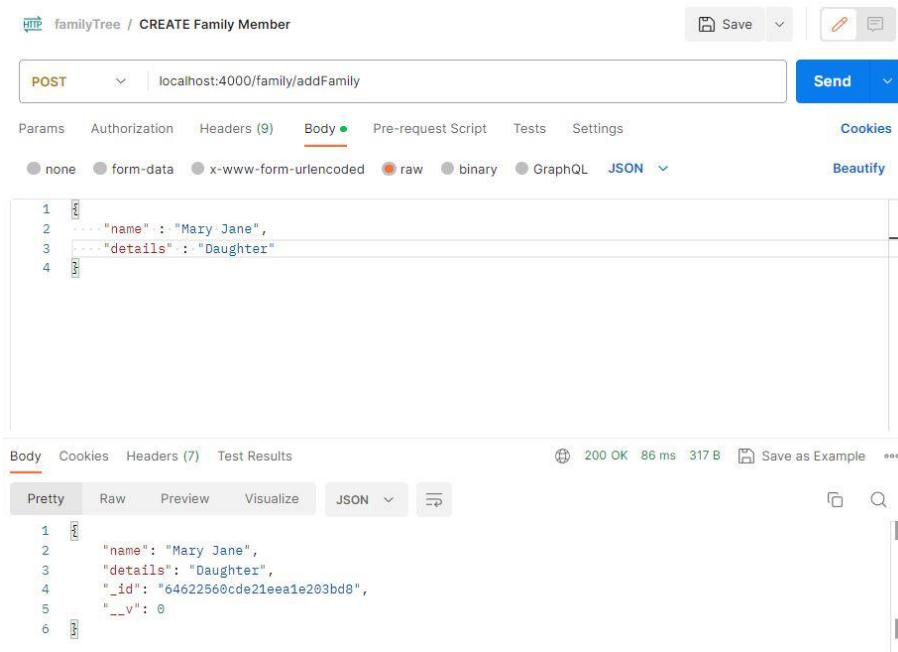 HTTP familyTree / CREATE Family Member Save
POST localhost:4000/family/addFamily Send
Params Authorization Headers (9) Body Pre-request Script Tests Settings Cookies
none form-data x-www-form-urlencoded raw binary GraphQL JSON Beautify
1 {
2 "name" : "Mary Jane",
3 "details" : "Daughter"
4 }
Body Cookies Headers (7) Test Results 200 OK 86 ms 317 B Save as Example
Pretty Raw Preview Visualize JSON
1 {
2 "name": "Mary Jane",
3 "details": "Daughter",
4 "_id": "64622560cde21eea1e203bd8",
5 "__v": 0
6 }